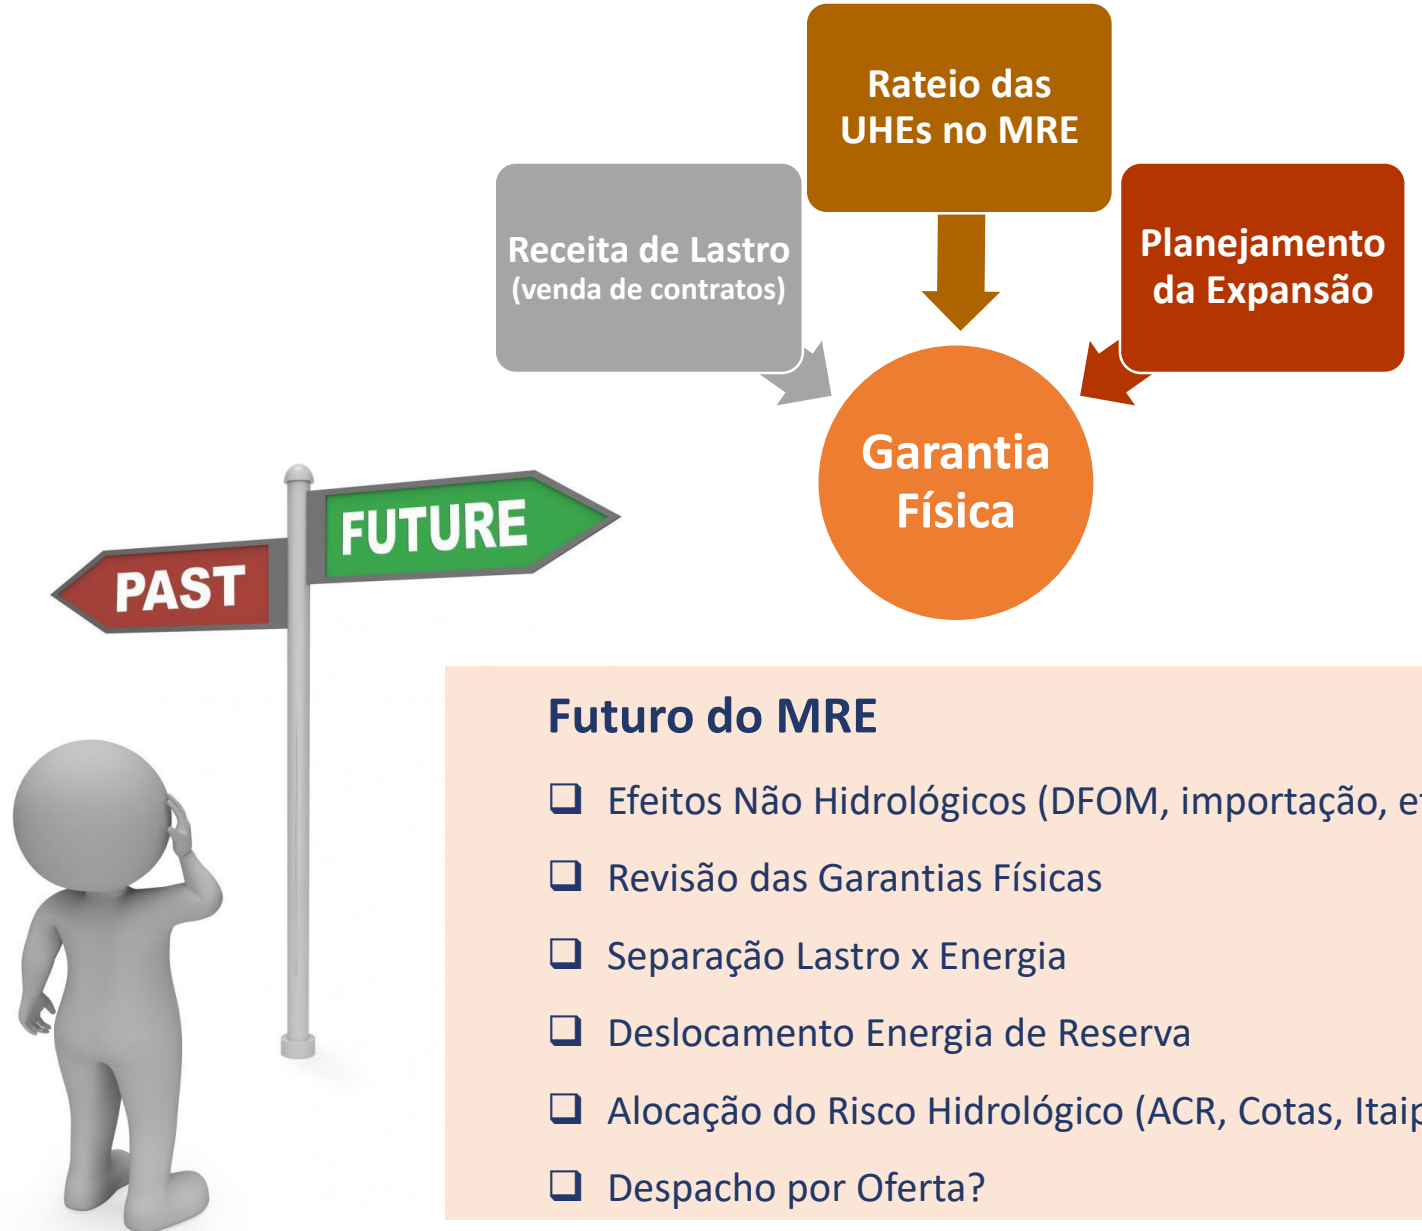 Rateio das
UHEs no MRE
Receita de Lastro
(venda de contratos)
Planejamento
da Expansão
Garantia
Física
FUTURE
PAST
Futuro do MRE
Efeitos Não Hidrológicos (DFOM, importação,
Revisão das Garantias Físicas
Separação Lastro x Energia
Deslocamento Energia de Reserva
Alocação do Risco Hidrológico (ACR, Cotas,
Despacho por Oferta?